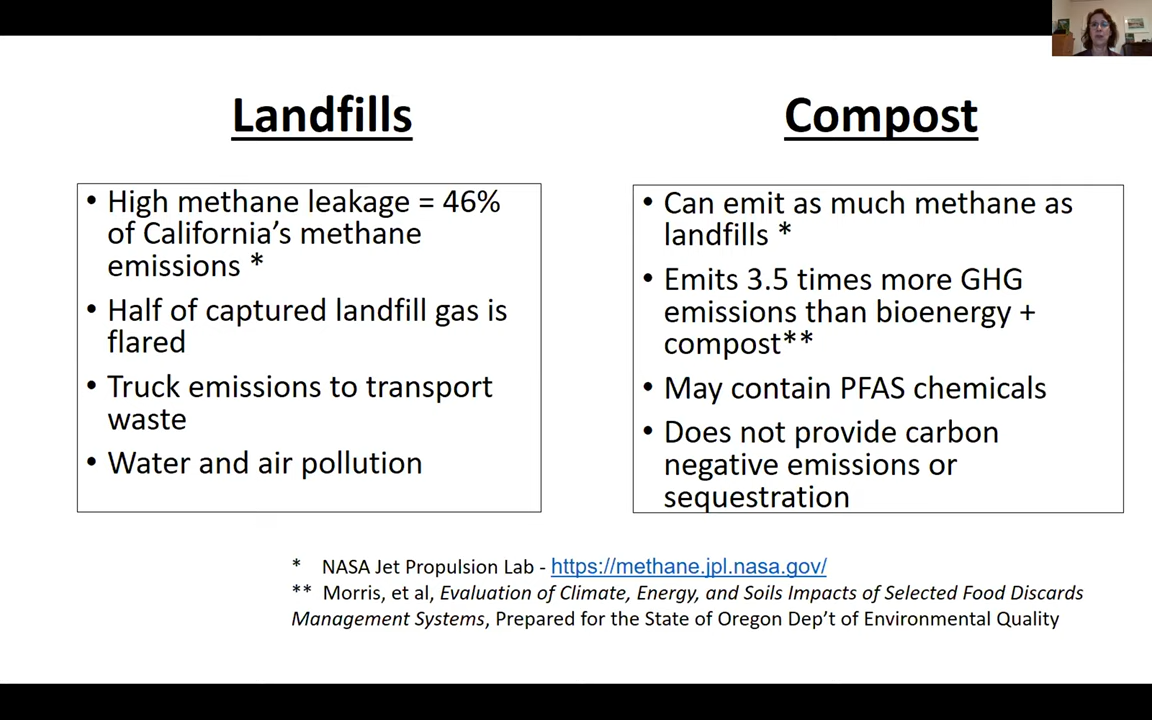 Landfills
• High methane leakage = 46%
of California’s methane
emissions *
• Half of captured landfill gas is
flared
• Truck emissions to transport
waste
• Water and air pollution
Compost
• Can emit as much methane as
landfills *
• Emits 3.5 times more GHG
emissions than bioenergy +
compost**
• May contain PFAS chemicals
• Does not provide carbon
negative emissions or
sequestration
* NASA Jet Propulsion Lab - https://methane.jpl.nasa.gov/
** Morris, et al, Evaluation of Climate, Energy, and Soils Impacts of Selected Food Discards
Management Systems, Prepared for the State of Oregon Dep’t of Environmental Quality